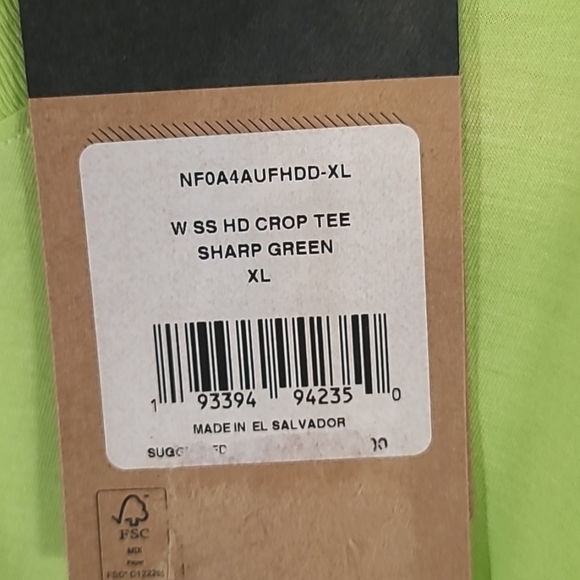 NF0A4AUFHDD-XL
W SS HD CROP TEE
SHARP GREEN
XL
1 93394 94235 0
MADE IN EL SALVADOR
FSC
MIX